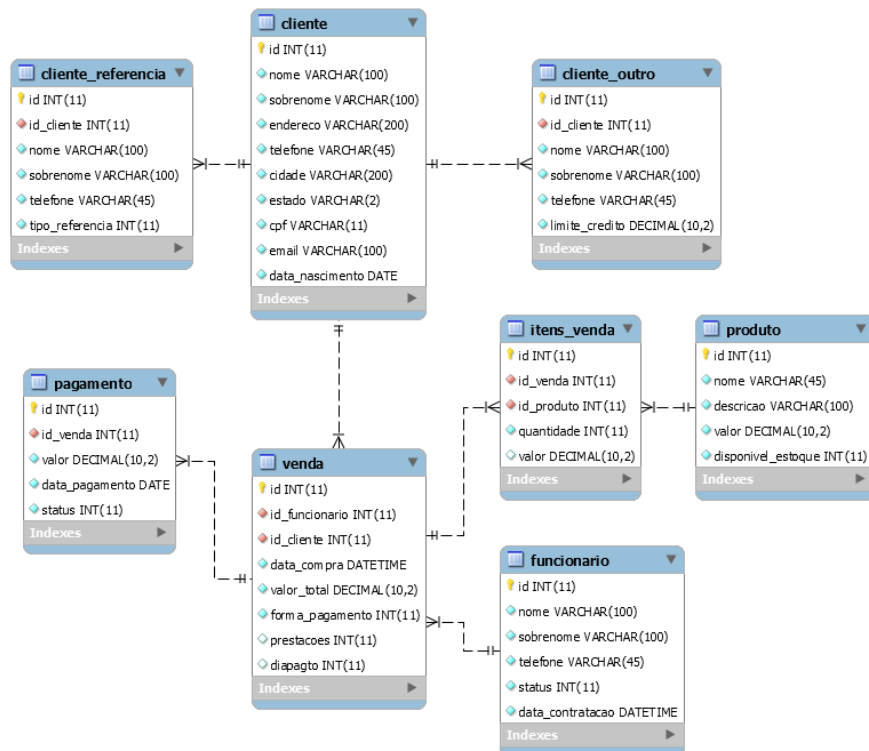 cliente
id INT(11)
nome VARCHAR(100)
sobrenome VARCHAR(100)
endereco VARCHAR(200)
telefone VARCHAR(45)
cidade VARCHAR(200)
estado VARCHAR(2)
cpf VARCHAR(11)
email VARCHAR(100)
data_nascimento DATE
Indexes
cliente_referencia
id INT(11)
id_cliente INT(11)
nome VARCHAR(100)
sobrenome VARCHAR(100)
telefone VARCHAR(45)
tipo_referencia INT(11)
Indexes
cliente_outro
id INT(11)
id_cliente INT(11)
nome VARCHAR(100)
sobrenome VARCHAR(100)
telefone VARCHAR(45)
limite_credito DECIMAL(10,2)
Indexes
itens_venda
id INT(11)
id_venda INT(11)
id_produto INT(11)
quantidade INT(11)
valor DECIMAL(10,2)
Indexes
produto
id INT(11)
nome VARCHAR(45)
descricao VARCHAR(100)
valor DECIMAL(10,2)
disponivel_estoque INT(11)
Indexes
pagamento
id INT(11)
id_venda INT(11)
valor DECIMAL(10,2)
data_pagamento DATE
status INT(11)
Indexes
venda
id INT(11)
id_funcionario INT(11)
id_cliente INT(11)
data_compra DATETIME
valor_total DECIMAL(10,2)
forma_pagamento INT(11)
prestacoes INT(11)
diapagto INT(11)
Indexes
funcionario
id INT(11)
nome VARCHAR(100)
sobrenome VARCHAR(100)
telefone VARCHAR(45)
status INT(11)
data_contratacao DATETIME
Indexes